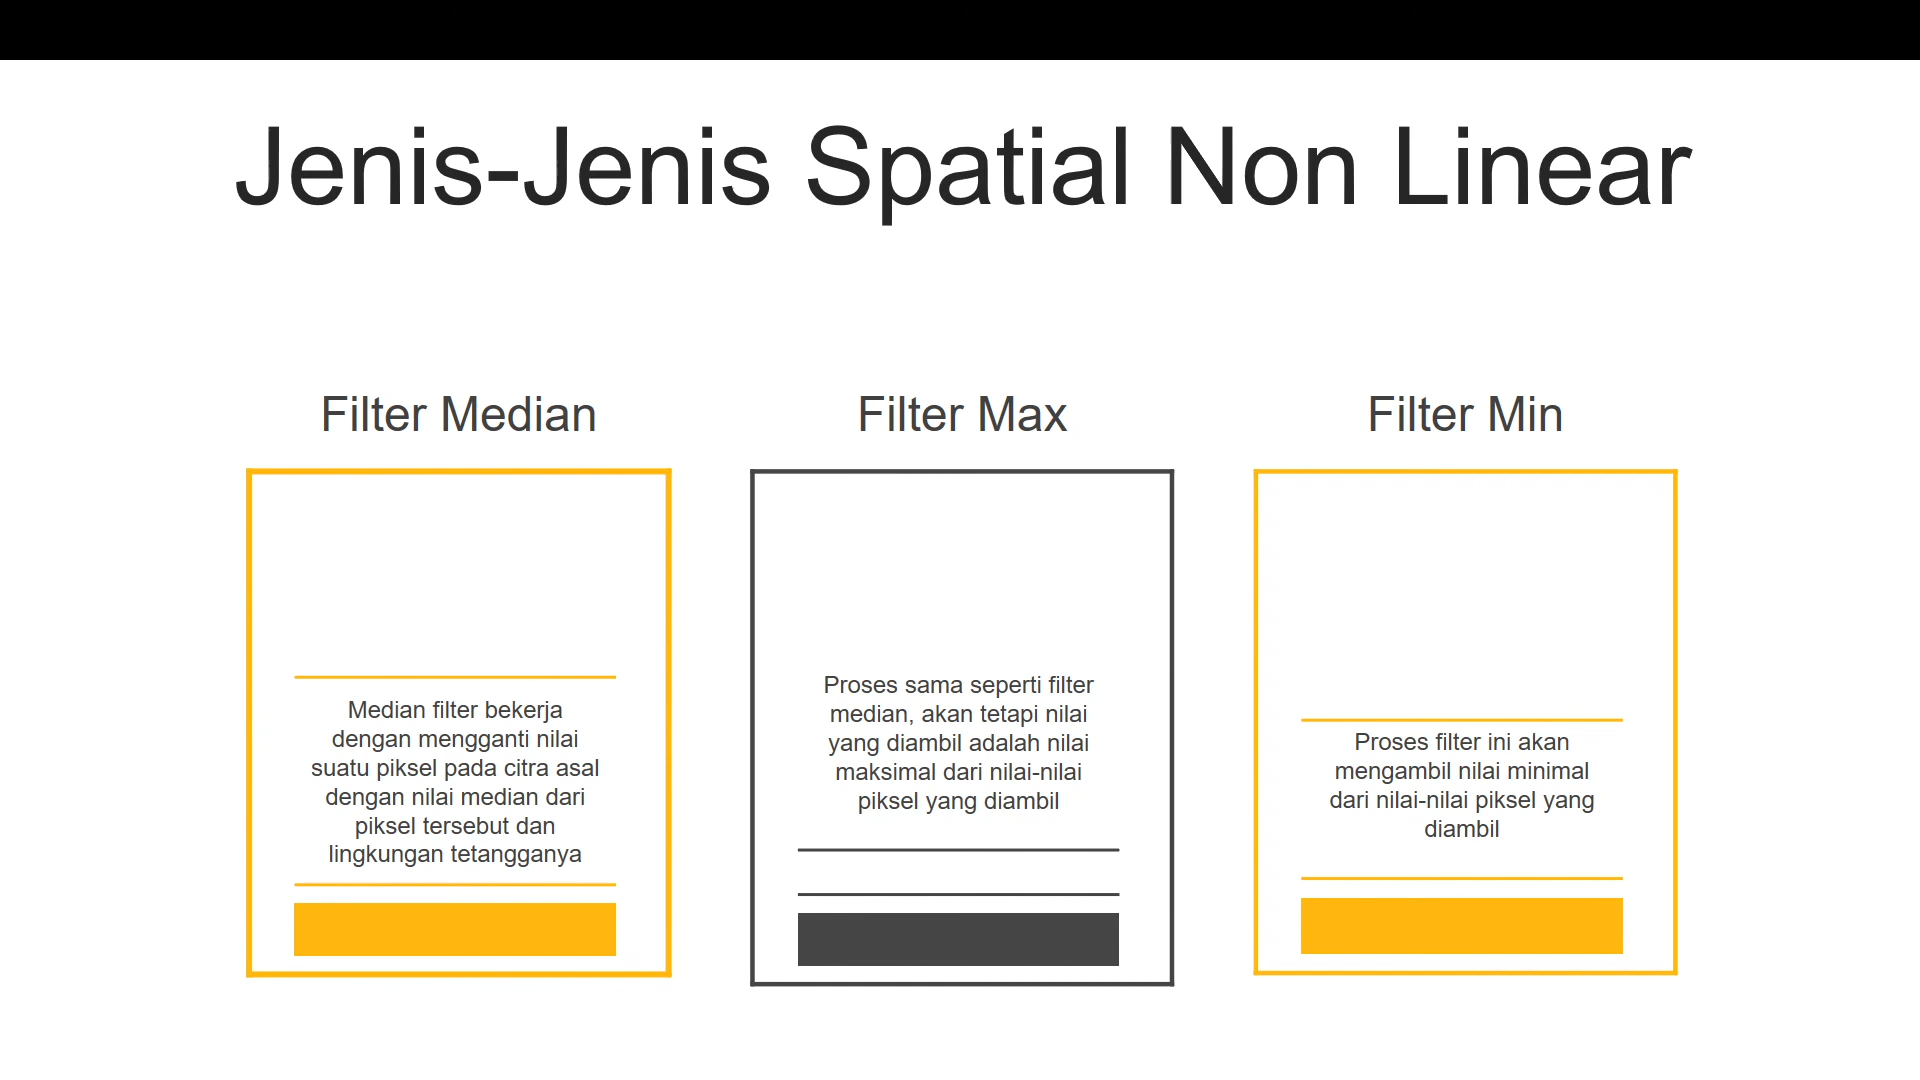 Jenis-Jenis Spatial Non Linear
Filter Median
Median filter bekerja
dengan mengganti nilai
suatu piksel pada citra asal
dengan nilai median dari
piksel tersebut dan
lingkungan tetangganya
Filter Max
Proses sama seperti filter
median, akan tetapi nilai
yang diambil adalah nilai
maksimal dari nilai-nilai
piksel yang diambil
Filter Min
Proses filter ini akan
mengambil nilai minimal
dari nilai-nilai piksel yang
diambil